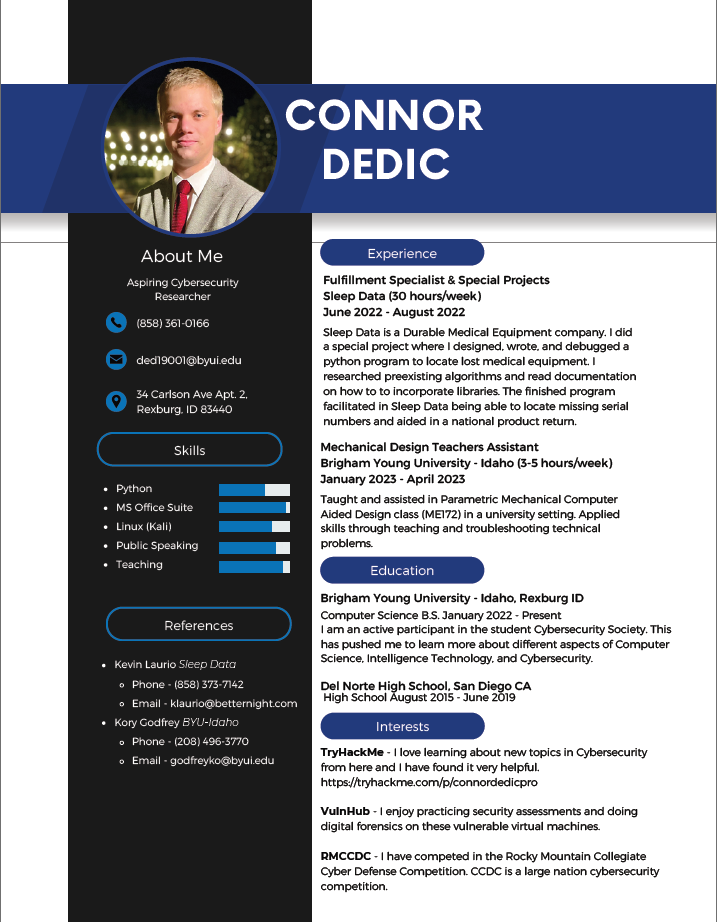 CONNOR
DEDIC
About Me
Aspiring Cybersecurity
Researcher
(858) 361-0166
ded19001@byui.edu
34 Carlson Ave Apt. 2,
Rexburg, ID 83440
Skills
Python
MS Office Suite
Linux (Kali)
Public Speaking
Teaching
References
Kevin Laurio Sleep Data
Phone - (858) 373-7142
Email - klaurio@betternight.com
Kory Godfrey BYU-Idaho
Phone - (208) 496-3770
Email - godfreyko@byui.edu
Experience
Fulfillment Specialist & Special Projects
Sleep Data (30 hours/week)
June 2022 - August 2022
Sleep Data is a Durable Medical Equipment company. I did
a special project where I designed, wrote, and debugged a
python program to locate lost medical equipment. I
researched preexisting algorithms and read documentation
on how to to incorporate libraries. The finished program
facilitated in Sleep Data being able to locate missing serial
numbers and aided in a national product return.
Mechanical Design Teachers Assistant
Brigham Young University - Idaho (3-5 hours/week)
January 2023 - April 2023
Taught and assisted in Parametric Mechanical Computer
Aided Design class (ME172) in a university setting. Applied
skills through teaching and troubleshooting technical
problems.
Education
Brigham Young University - Idaho, Rexburg ID
Computer Science B.S. January 2022 - Present
I am an active participant in the student Cybersecurity Society. This
has pushed me to learn more about different aspects of Computer
Science, Intelligence Technology, and Cybersecurity.
Del Norte High School, San Diego CA
High School August 2015 - June 2019
Interests
TryHackMe - I love learning about new topics in Cybersecurity
from here and I have found it very helpful.
https://tryhackme.com/p/connordedicpro
VulnHub - I enjoy practicing security assessments and doing
digital forensics on these vulnerable virtual machines.
RMCCDC - I have competed in the Rocky Mountain Collegiate
Cyber Defense Competition. CCDC is a large nation cybersecurity
competition.